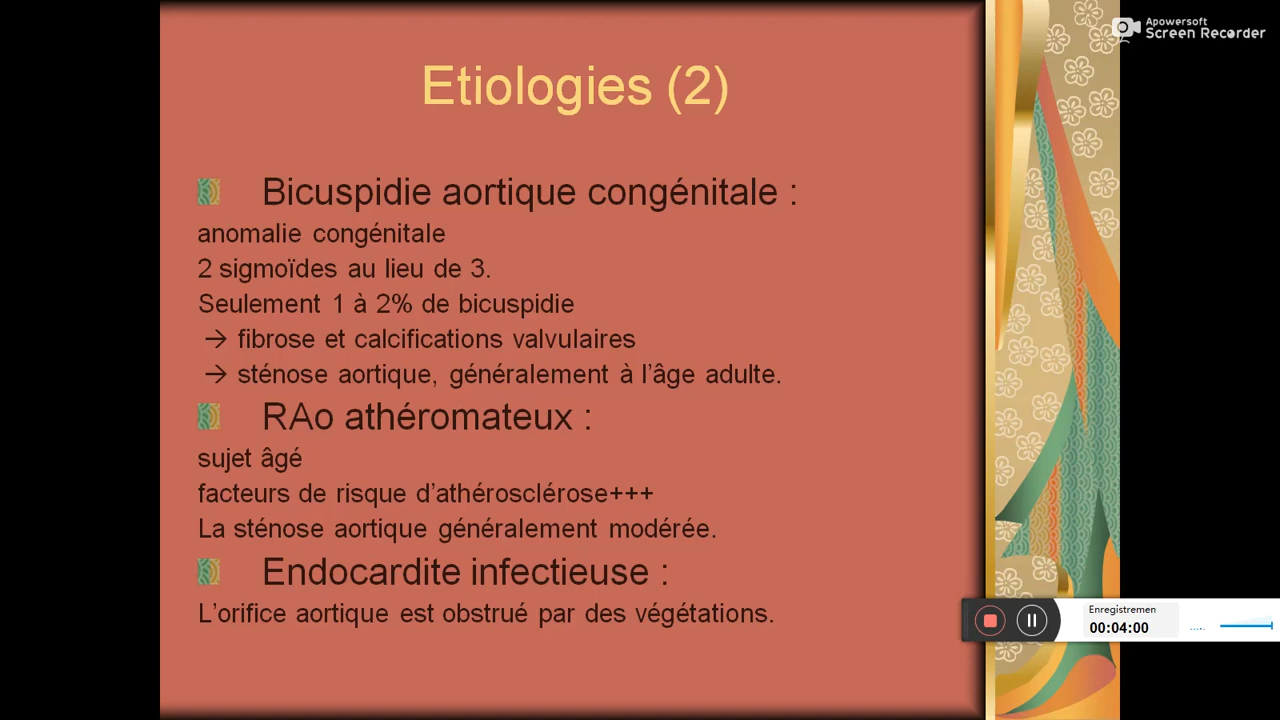 Apowersoft
Screen Recorder
Etiologies (2)
Bicuspidie aortique congénitale :
anomalie congénitale
2 sigmoïdes au lieu de 3.
Seulement 1 à 2% de bicuspidie
→ fibrose et calcifications valvulaires
→ sténose aortique, généralement à l’âge adulte.
RAo athéromateux :
sujet âgé
facteurs de risque d’athérosclérose+++
La sténose aortique généralement modérée.
Endocardite infectieuse :
L’orifice aortique est obstrué par des végétations.
Enregistremen
00:04:00